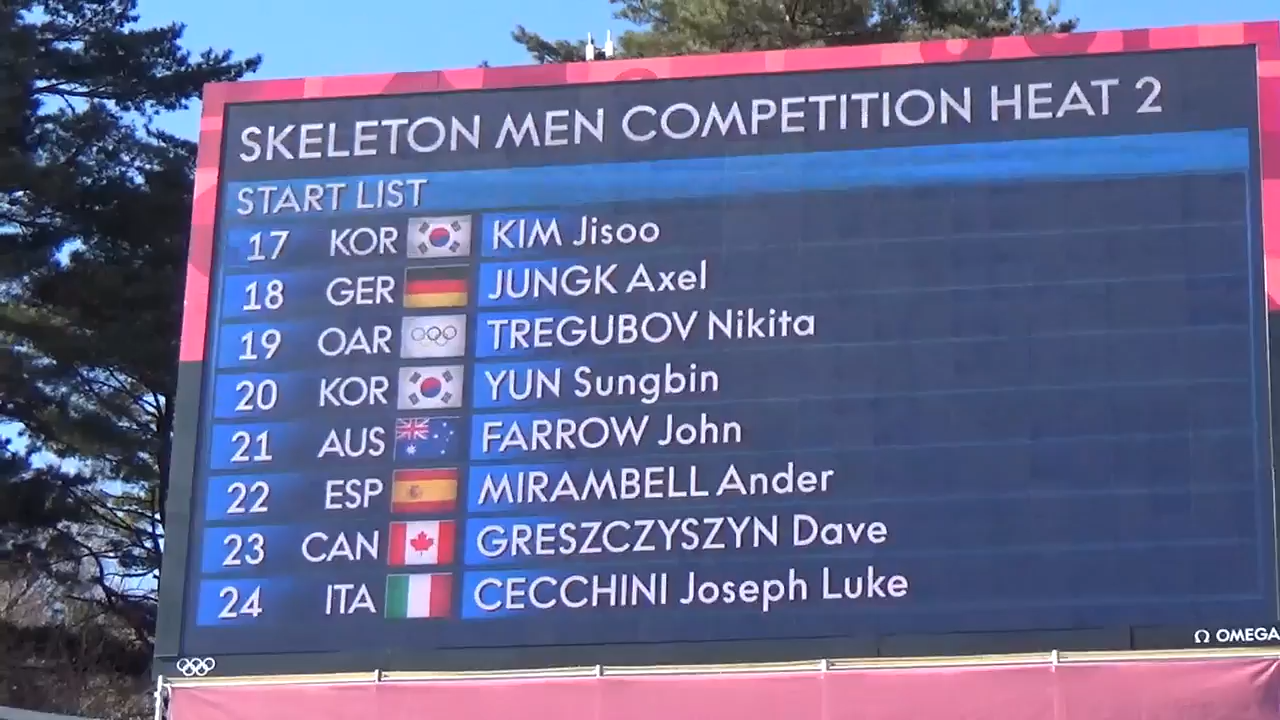 SKELETON MEN COMPETITION HEAT 2
START LIST
17 KOR KIM Jisoo
18 GER JUNGK Axel
19 OAR TREGUBOV Nikita
20 KOR YUN Sungbin
21 AUS FARROW John
22 ESP MIRAMBELL Ander
23 CAN GRESZCZYSZYN Dave
24 ITA CECCHINI Joseph Luke
Ω OMEGA